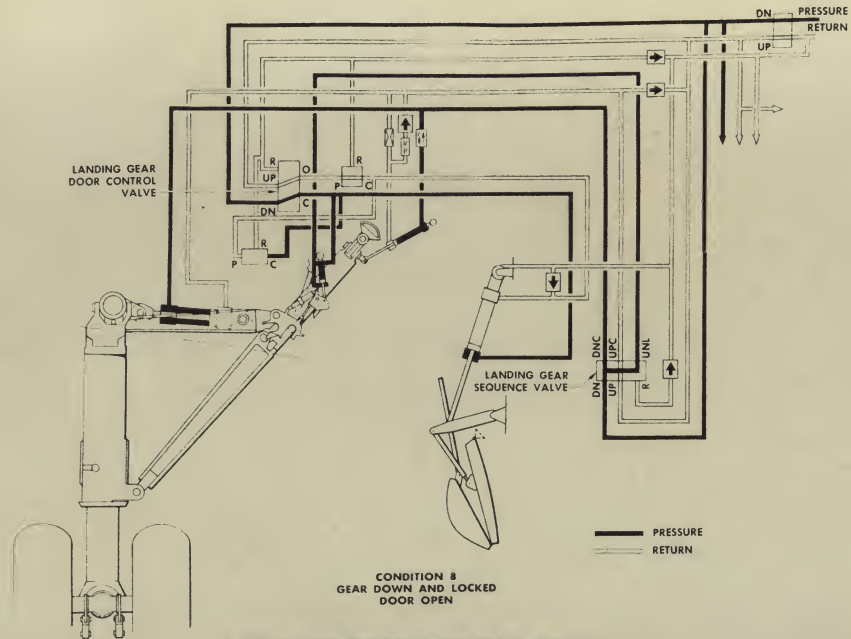 DN
PRESSURE
RETURN
UP
LANDING GEAR
DOOR CONTROL
VALVE
R
UP
DN
O
C
R
P
C
R
P
C
DNC
UPC
UNL
LANDING GEAR
SEQUENCE VALVE
DN
UP
R
PRESSURE
RETURN
CONDITION 8
GEAR DOWN AND LOCKED
DOOR OPEN